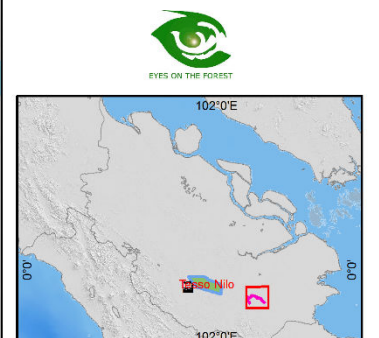 EYES ON THE FOREST
102°0'E
0°0'
0°0'
Tesso Nilo
102°0'E